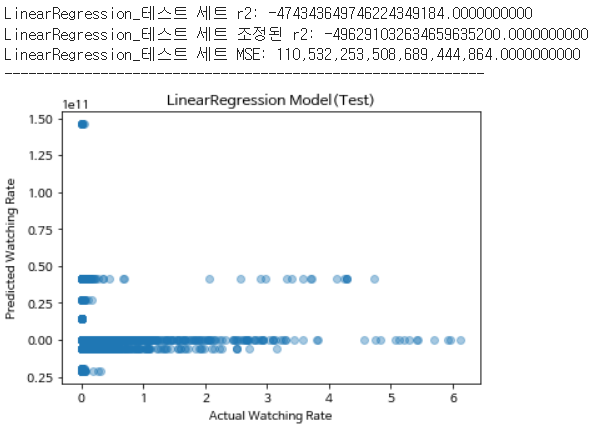 LinearRegression_테스트 세트 r2: -474343649746224349184.0000000000
LinearRegression_테스트 세트 조정된 r2: -496291032634659635200.0000000000
LinearRegression_테스트 세트 MSE: 110,532,253,508,689,444,864.0000000000
------------------------------------------------------------
LinearRegression Model(Test)
1e11
1.50
1.25
1.00
0.75
0.50
0.25
0.00
0.25
Predicted Watching Rate
0 1 2 3 4 5 6
Actual Watching Rate